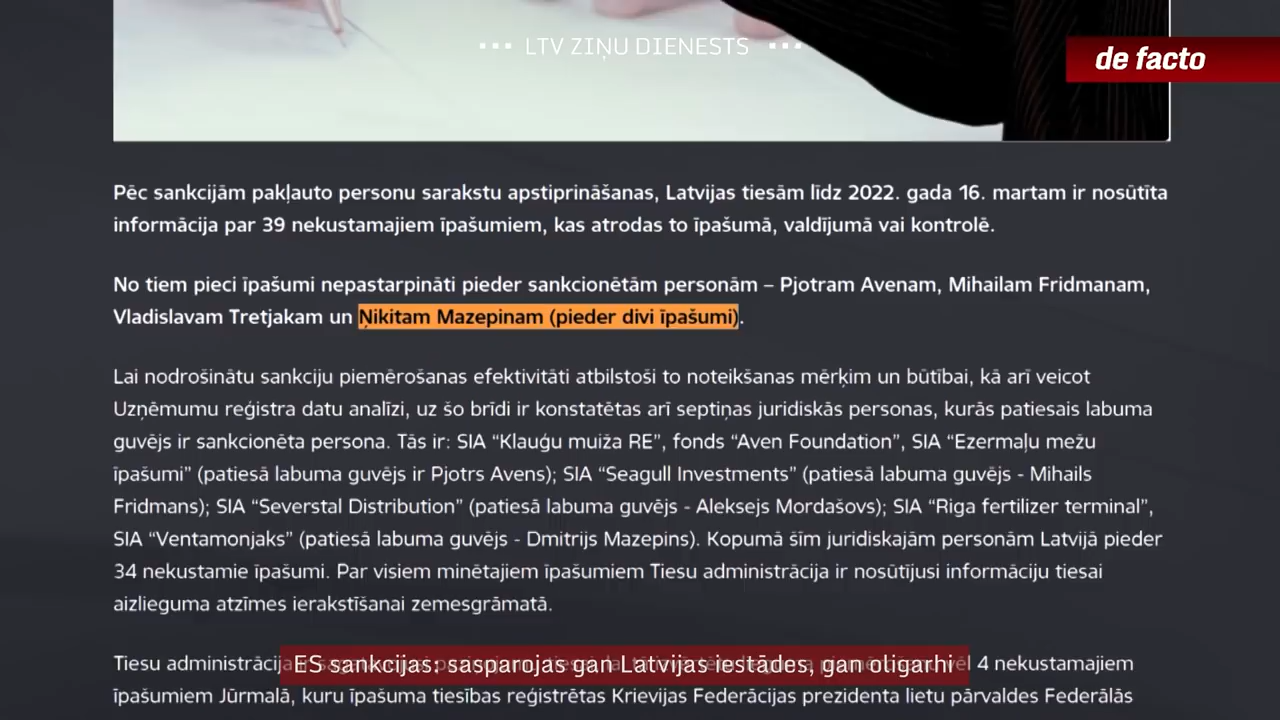 LTV ZIŅU DIENESTS
de facto
Pēc sankcijām pakļauto personu sarakstu apstiprināšanas, Latvijas tiesām līdz 2022. gada 16. martam ir nosūtīta
informācija par 39 nekustamajiem īpašumiem, kas atrodas to īpašumā, valdījumā vai kontrolē.
No tiem pieci īpašumi nepastarpināti pieder sankcionētām personām – Pjotram Avenam, Mihailam Fridmanam,
Vladislavam Tretjakam un Ņikitam Mazepinam (pieder divi īpašumi).
Lai nodrošinātu sankciju piemērošanas efektivitāti atbilstoši to noteikšanas mērķim un būtībai, kā arī veicot
Uzņēmumu reģistra datu analīzi, uz šo brīdi ir konstatētas arī septiņas juridiskās personas, kurās patiesais labuma
guvējs ir sankcionēta persona. Tās ir: SIA “Klauģu muiža RE”, fonds “Aven Foundation”, SIA “Ezermaļu mežu
īpašumi” (patiesā labuma guvējs ir Pjotrs Avens); SIA “Seagull Investments” (patiesā labuma guvējs - Mihails
Fridmans); SIA “Severstal Distribution” (patiesā labuma guvējs - Aleksejs Mordašovs); SIA “Riga fertilizer terminal”,
SIA “Ventamonjaks” (patiesā labuma guvējs - Dmitrijs Mazepins). Kopumā šīm juridiskajām personām Latvijā pieder
34 nekustamie īpašumi. Par visiem minētajiem īpašumiem Tiesu administrācija ir nosūtījusi informāciju tiesai
aizlieguma atzīmes ierakstīšanai zemesgrāmatā.
Tiesu administrācija vēl 4 nekustamajiem
ES sankcijas: sasparojas gan Latvijas iestādes, gan oligarhi
īpašumiem Jūrmalā, kuru īpašuma tiesības reģistrētas Krievijas Federācijas prezidenta lietu pārvaldes Federālās